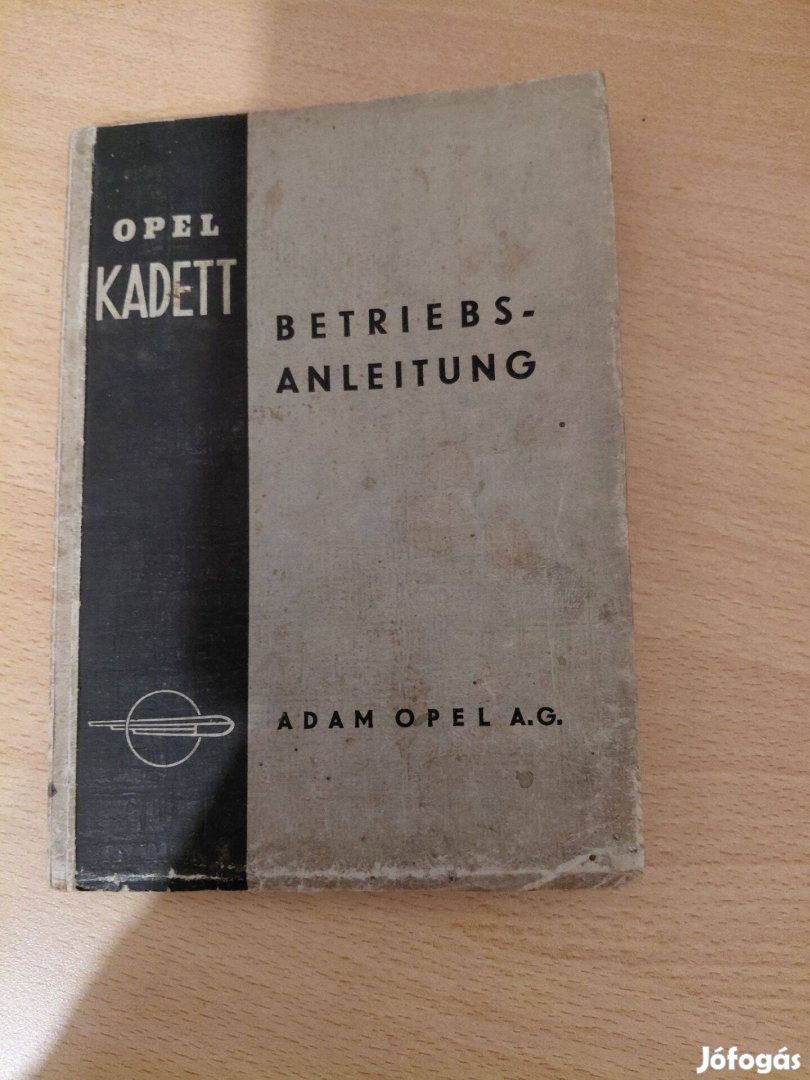 OPEL
KADETT
BETRIEBS-
ANLEITUNG
ADAM OPEL A.G.
Jófogás